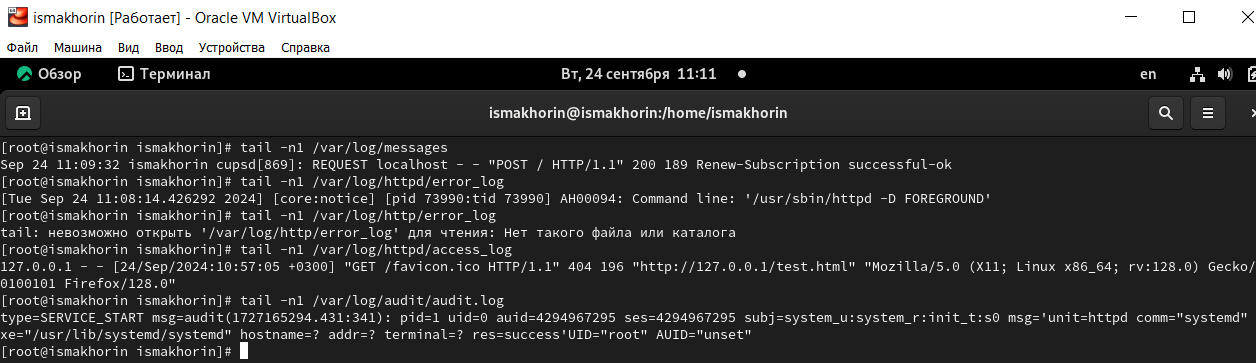 ismakhorin [Работает] - Oracle VM VirtualBox
Файл Машина Вид Ввод Устройства Справка
Обзор Терминал Вт, 24 сентября 11:11 en
ismakhorin@ismakhorin:/home/ismakhorin
[root@ismakhorin ismakhorin]# tail -n1 /var/log/messages
Sep 24 11:09:32 ismakhorin cupsd[869]: REQUEST localhost - - "POST / HTTP/1.1" 200 189 Renew-Subscription successful-ok
[root@ismakhorin ismakhorin]# tail -n1 /var/log/httpd/error_log
[Tue Sep 24 11:08:14.426292 2024] [core:notice] [pid 73990:tid 73990] AH00094: Command line: '/usr/sbin/httpd -D FOREGROUND'
[root@ismakhorin ismakhorin]# tail -n1 /var/log/http/error_log
tail: невозможно открыть '/var/log/http/error_log' для чтения: Нет такого файла или каталога
[root@ismakhorin ismakhorin]# tail -n1 /var/log/httpd/access_log
127.0.0.1 - - [24/Sep/2024:10:57:05 +0300] "GET /favicon.ico HTTP/1.1" 404 196 "http://127.0.0.1/test.html" "Mozilla/5.0 (X11; Linux x86_64; rv:128.0) Gecko/
0100101 Firefox/128.0"
[root@ismakhorin ismakhorin]# tail -n1 /var/log/audit/audit.log
type=SERVICE_START msg=audit(1727165294.431:341): pid=1 uid=0 auid=4294967295 ses=4294967295 subj=system_u:system_r:init_t:s0 msg='unit=httpd comm="systemd"
xe="/usr/lib/systemd/systemd" hostname=? addr=? terminal=? res=success'UID="root" AUID="unset"
[root@ismakhorin ismakhorin]#